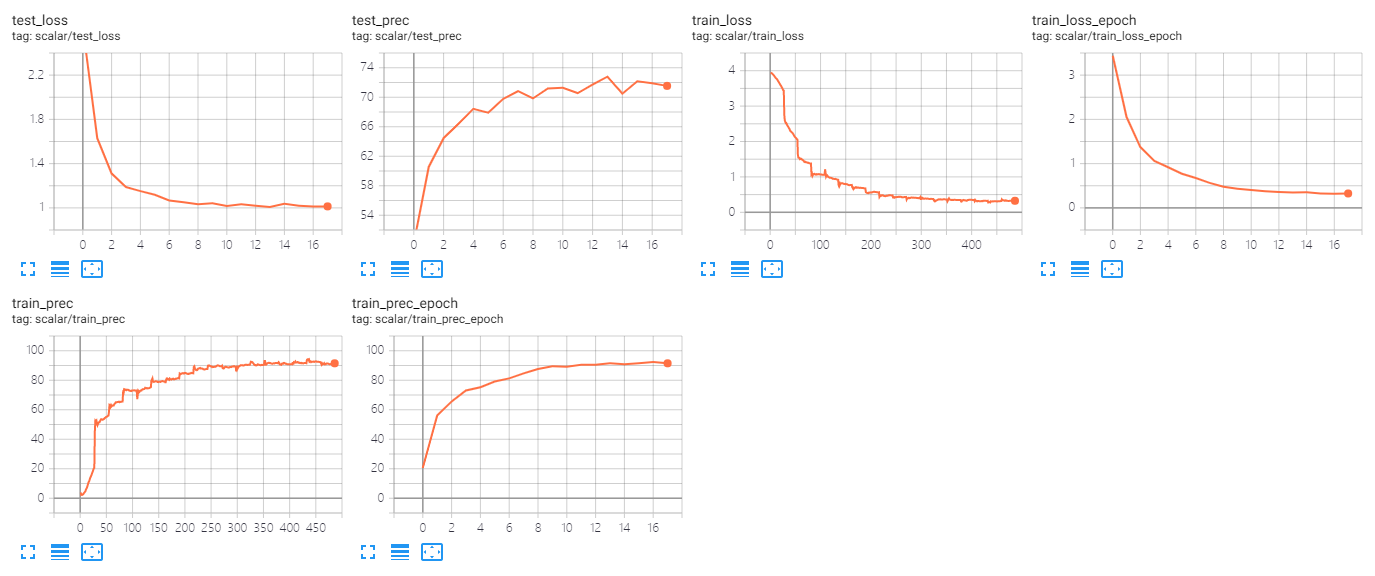 test_loss
tag: scalar/test_loss
2.2
1.8
1.4
1
0 2 4 6 8 10 12 14 16
test_prec
tag: scalar/test_prec
74
70
66
62
58
54
0 2 4 6 8 10 12 14 16
train_loss
tag: scalar/train_loss
4
3
2
1
0
0 100 200 300 400
train_loss_epoch
tag: scalar/train_loss_epoch
3
2
1
0
0 2 4 6 8 10 12 14 16
train_prec
tag: scalar/train_prec
100
80
60
40
20
0
0 50 100 150 200 250 300 350 400 450
train_prec_epoch
tag: scalar/train_prec_epoch
100
80
60
40
20
0
0 2 4 6 8 10 12 14 16